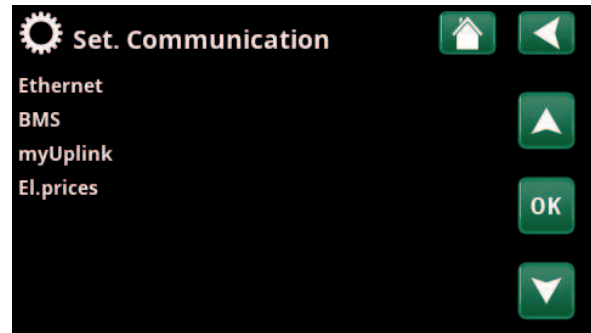 Set. Communication
Ethernet
BMS
myUplink
El.prices
OK